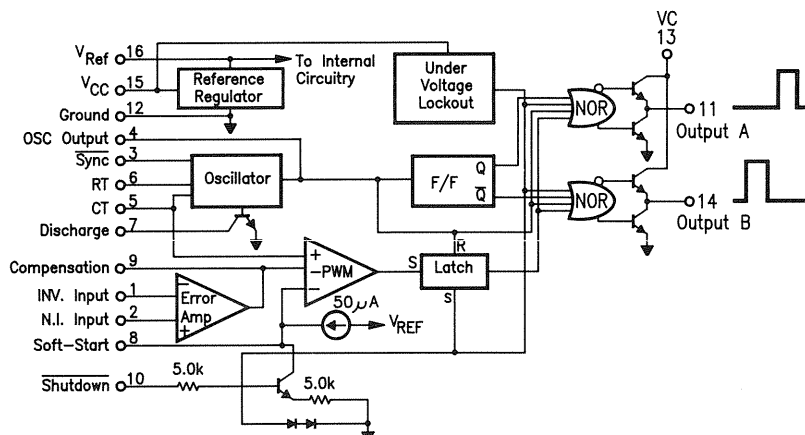 VRef 16
VCC 15
Ground 12
OSC Output 4
Sync 3
RT 6
CT 5
Discharge 7
Compensation 9
INV. Input 1
N.I. Input 2
Soft-Start 8
Shutdown 10
Reference
Regulator
To Internal
Circuitry
Under
Voltage
Lockout
Oscillator
F/F
Q
Q
NOR
NOR
VC
13
11
Output A
14
Output B
+
-PWM
S
R
Latch
S
-
Error
Amp
+
50µA
VREF
5.0k
5.0k